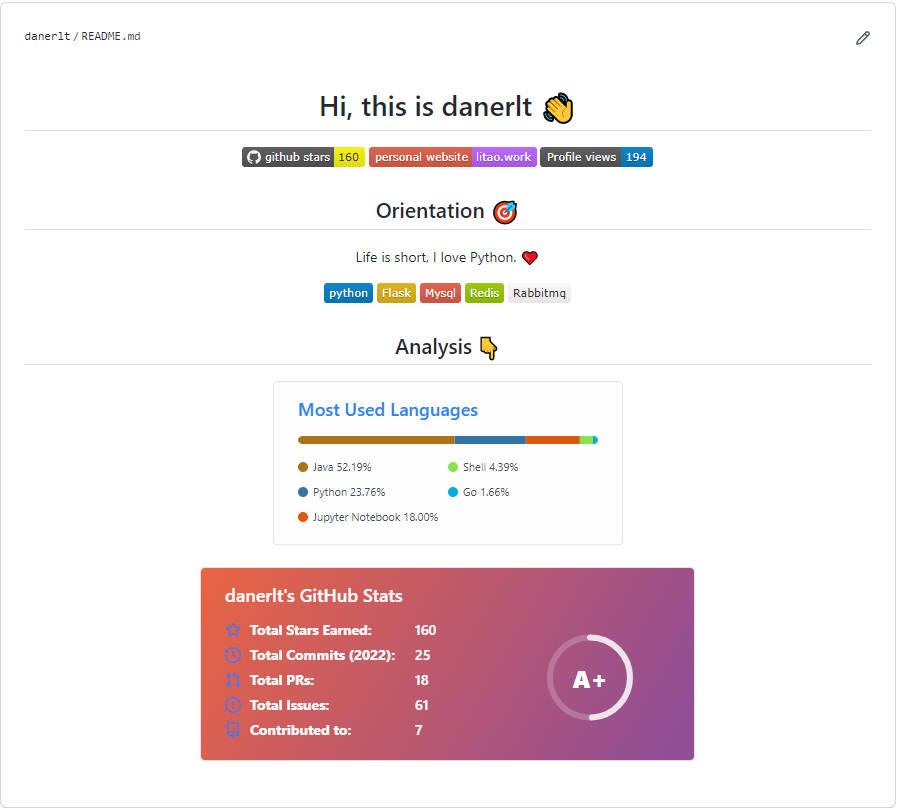 danerlt / README.md
Hi, this is danerlt 👋
github stars 160 personal website litao.work Profile views 194
Orientation 🎯
Life is short, I love Python. ❤️
python Flask Mysql Redis Rabbitmq
Analysis 👇
Most Used Languages
Java 52.19% Shell 4.39%
Python 23.76% Go 1.66%
Jupyter Notebook 18.00%
danerlt's GitHub Stats
Total Stars Earned: 160
Total Commits (2022): 25
Total PRs: 18
Total Issues: 61
Contributed to: 7
A+